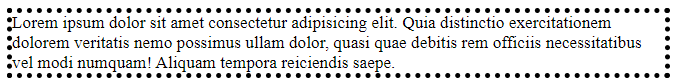 Lorem ipsum dolor sit amet consectetur adipisicing elit. Quia distinctio exercitationem
dolorem veritatis nemo possimus ullam dolor, quasi quae debitis rem officiis necessitatibus
vel modi numquam! Aliquam tempora reiciendis saepe.